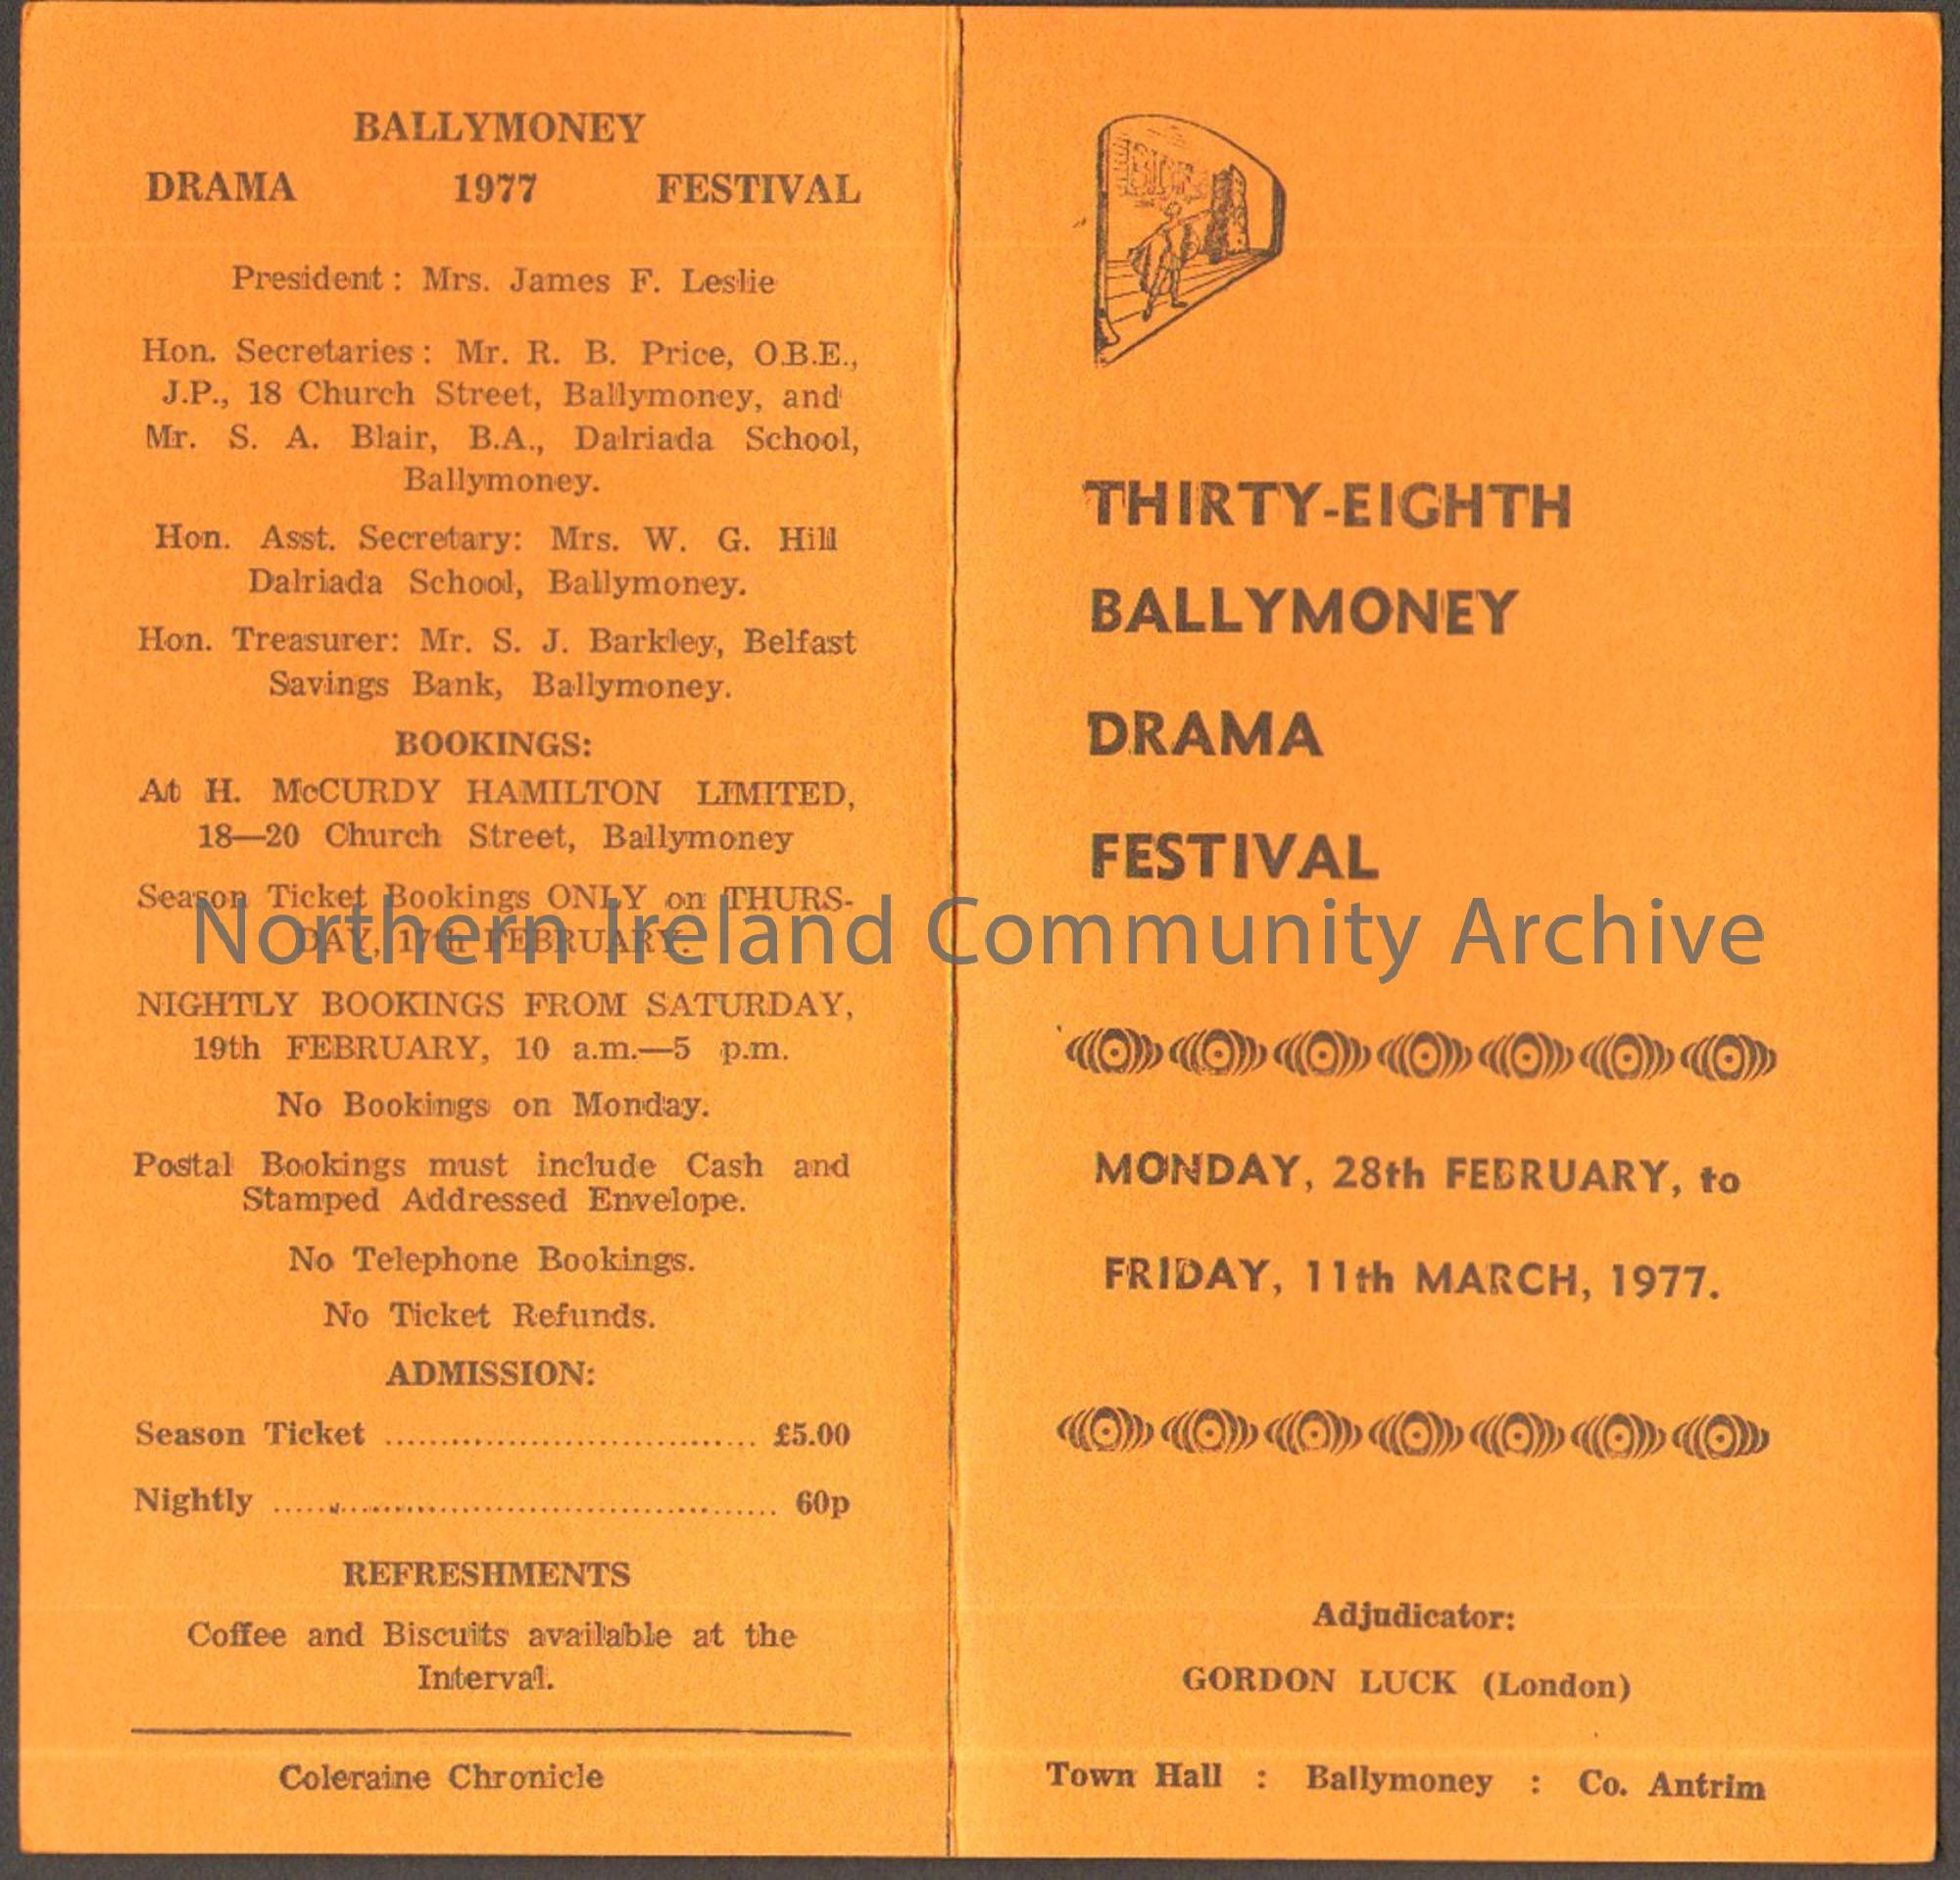 BALLYMONEY
DRAMA 1977 FESTIVAL
President : Mrs. James F. Leslie
Hon. Secretaries : Mr. R. B. Price, O.B.E.,
J.P., 18 Church Street, Ballymoney, and
Mr. S. A. Blair, B.A., Dalriada School,
Ballymoney.
Hon. Asst. Secretary: Mrs. W. G. Hill
Dalriada School, Ballymoney.
Hon. Treasurer: Mr. S. J. Barkley, Belfast
Savings Bank, Ballymoney.
BOOKINGS:
At H. McCURDY HAMILTON LIMITED,
18—20 Church Street, Ballymoney
Season Ticket Bookings ONLY on THURS-
DAY, 17th FEBRUARY.
NIGHTLY BOOKINGS FROM SATURDAY,
19th FEBRUARY, 10 a.m.—5 p.m.
No Bookings on Monday.
Postal Bookings must include Cash and
Stamped Addressed Envelope.
No Telephone Bookings.
No Ticket Refunds.
ADMISSION:
Season Ticket ................................. £5.00
Nightly ............................................. 60p
REFRESHMENTS
Coffee and Biscuits available at the
Interval.
Coleraine Chronicle
THIRTY-EIGHTH
BALLYMONEY
DRAMA
FESTIVAL
MONDAY, 28th FEBRUARY, to
FRIDAY, 11th MARCH, 1977.
Adjudicator:
GORDON LUCK (London)
Town Hall : Ballymoney : Co. Antrim
Northern Ireland Community Archive